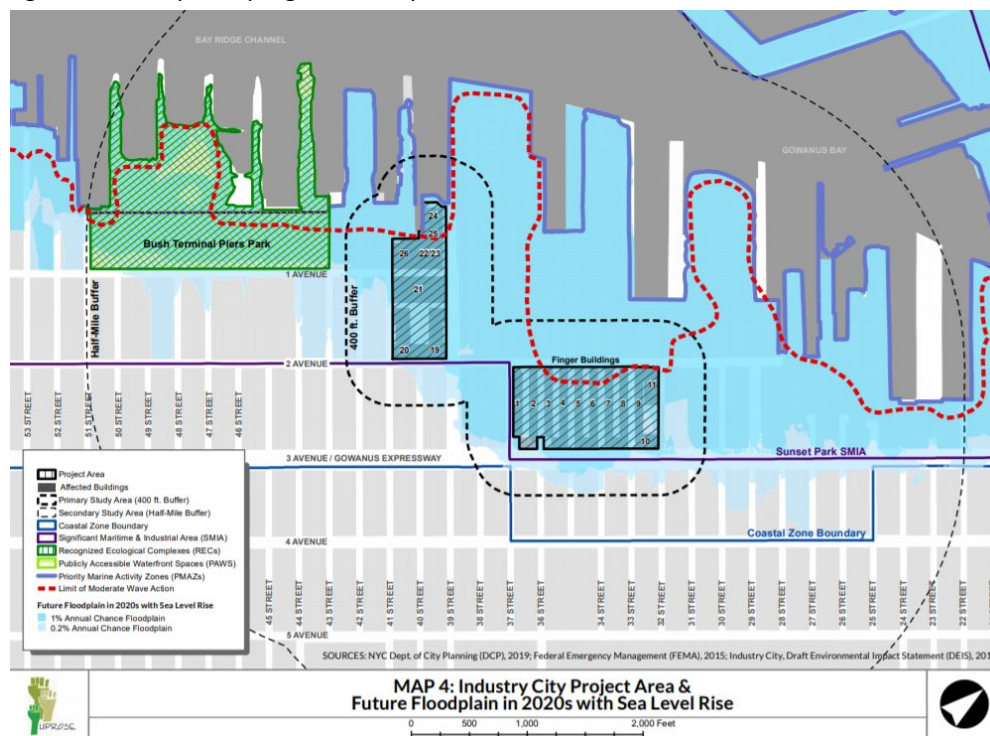 BAY RIDGE CHANNEL
GOWANUS BAY
24
25
26 22/23
Bush Terminal Piers Park
1 AVENUE
21
Half-Mile Buffer
400 ft. Buffer
20 19
2 AVENUE
Finger Buildings
11
1 2 3 4 5 6 7 8 9
10
53 STREET
52 STREET
51 STREET
50 STREET
49 STREET
48 STREET
47 STREET
46 STREET
3 AVENUE / GOWANUS EXPRESSWAY
Sunset Park SMIA
Project Area
Affected Buildings
Primary Study Area (400 ft. Buffer)
Secondary Study Area (Half-Mile Buffer)
Coastal Zone Boundary
Significant Maritime & Industrial Area (SMIA)
Recognized Ecological Complexes (RECs)
Publicly Accessible Waterfront Spaces (PAWS)
Priority Marine Activity Zones (PMAZs)
Limit of Moderate Wave Action
Future Floodplain in 2020s with Sea Level Rise
1% Annual Chance Floodplain
0.2% Annual Chance Floodplain
Coastal Zone Boundary
4 AVENUE
45 STREET
44 STREET
43 STREET
42 STREET
41 STREET
40 STREET
39 STREET
38 STREET
37 STREET
36 STREET
34 STREET
33 STREET
32 STREET
31 STREET
30 STREET
29 STREET
28 STREET
27 STREET
26 STREET
25 STREET
24 STREET
23 STREET
22 STREET
5 AVENUE
SOURCES: NYC Dept. of City Planning (DCP), 2019; Federal Emergency Management (FEMA), 2015; Industry City, Draft Environmental Impact Statement (DEIS), 201
UPROSE
MAP 4: Industry City Project Area &
Future Floodplain in 2020s with Sea Level Rise
0 500 1,000 2,000 Feet